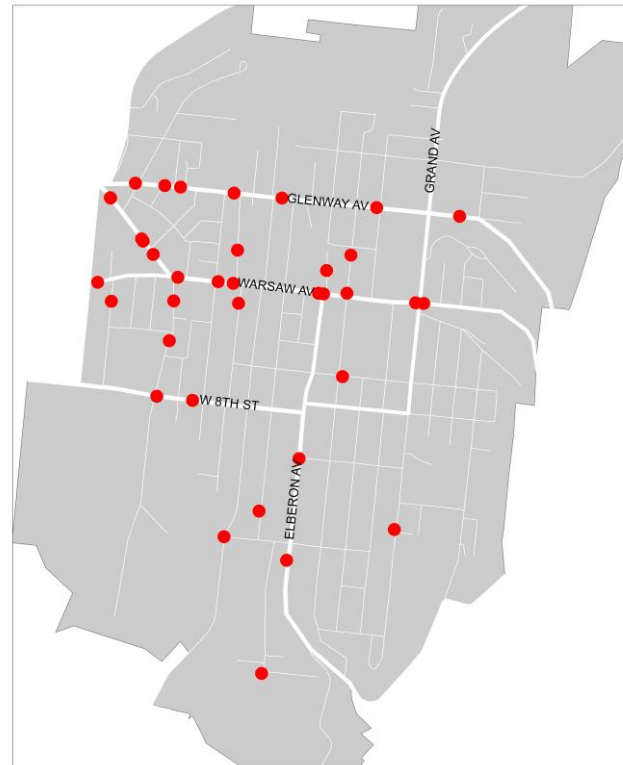 GRAND AV
GLENWAY AV
WARSAW AV
W 8TH ST
ELBERON AV